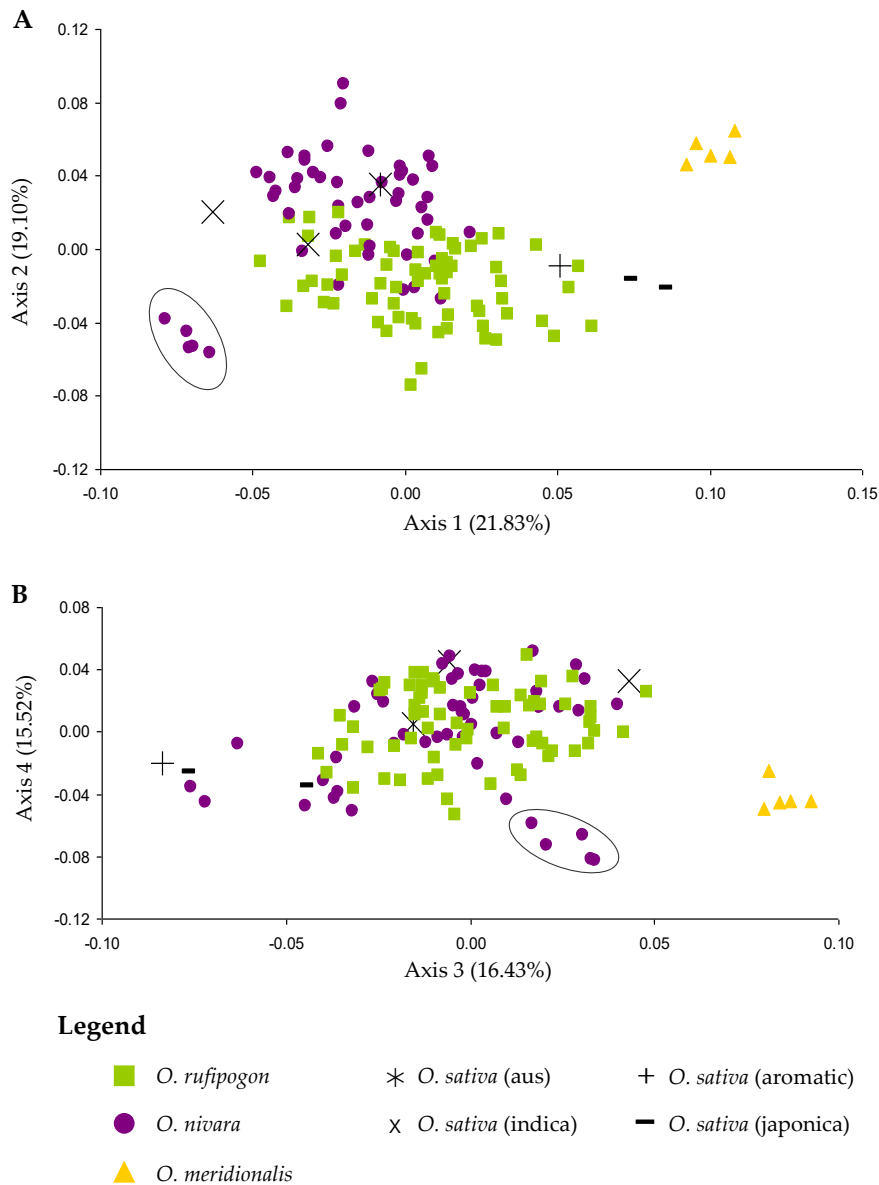 A
0.12
0.08
0.04
0.00
-0.04
-0.08
-0.12
Axis 2 (19.10%)
-0.10 -0.05 0.00 0.05 0.10 0.15
Axis 1 (21.83%)
B
0.08
0.04
0.00
-0.04
-0.08
-0.12
Axis 4 (15.52%)
-0.10 -0.05 0.00 0.05 0.10
Axis 3 (16.43%)
Legend
O. rufipogon O. sativa (aus) O. sativa (aromatic)
O. nivara O. sativa (indica) O. sativa (japonica)
O. meridionalis